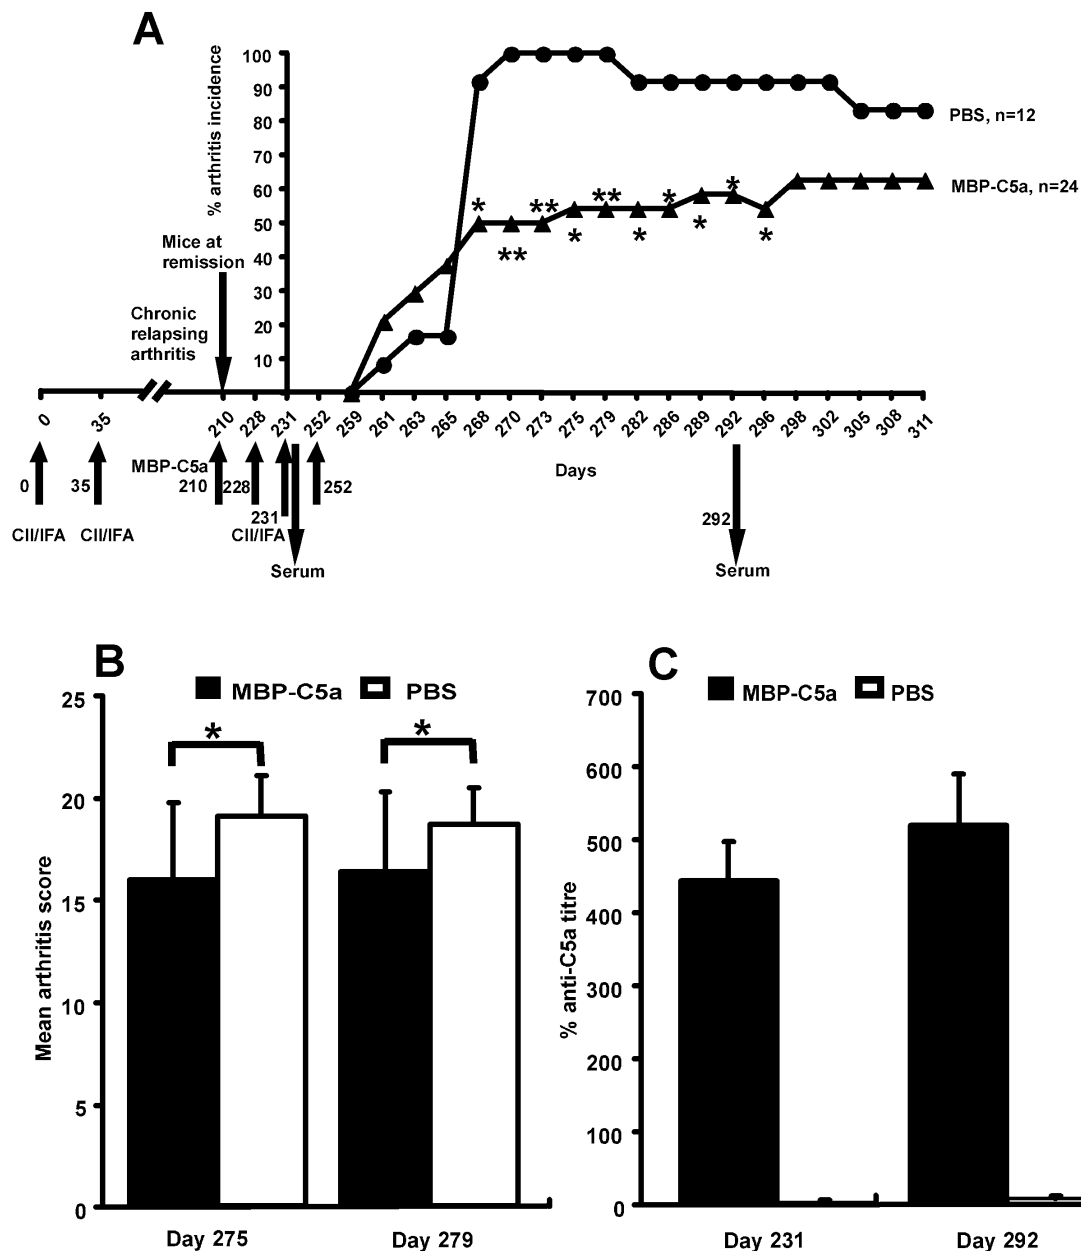 A
% arthritis incidence
100
90
80
70
60
50
40
30
20
10
PBS, n=12
MBP-C5a, n=24
* ** ** * *
** * * * *
Mice at
remission
Chronic
relapsing
arthritis
0 35 210 228 231 252 259 261 263 265 268 270 273 275 279 282 286 289 292 296 298 302 305 308 311
Days
MBP-C5a
0 35 210 228 231 252 292
CII/IFA CII/IFA CII/IFA
Serum Serum
B
MBP-C5a PBS
Mean arthritis score
25
20
15
10
5
0
* *
Day 275 Day 279
C
MBP-C5a PBS
% anti-C5a titre
700
600
500
400
300
200
100
0
Day 231 Day 292